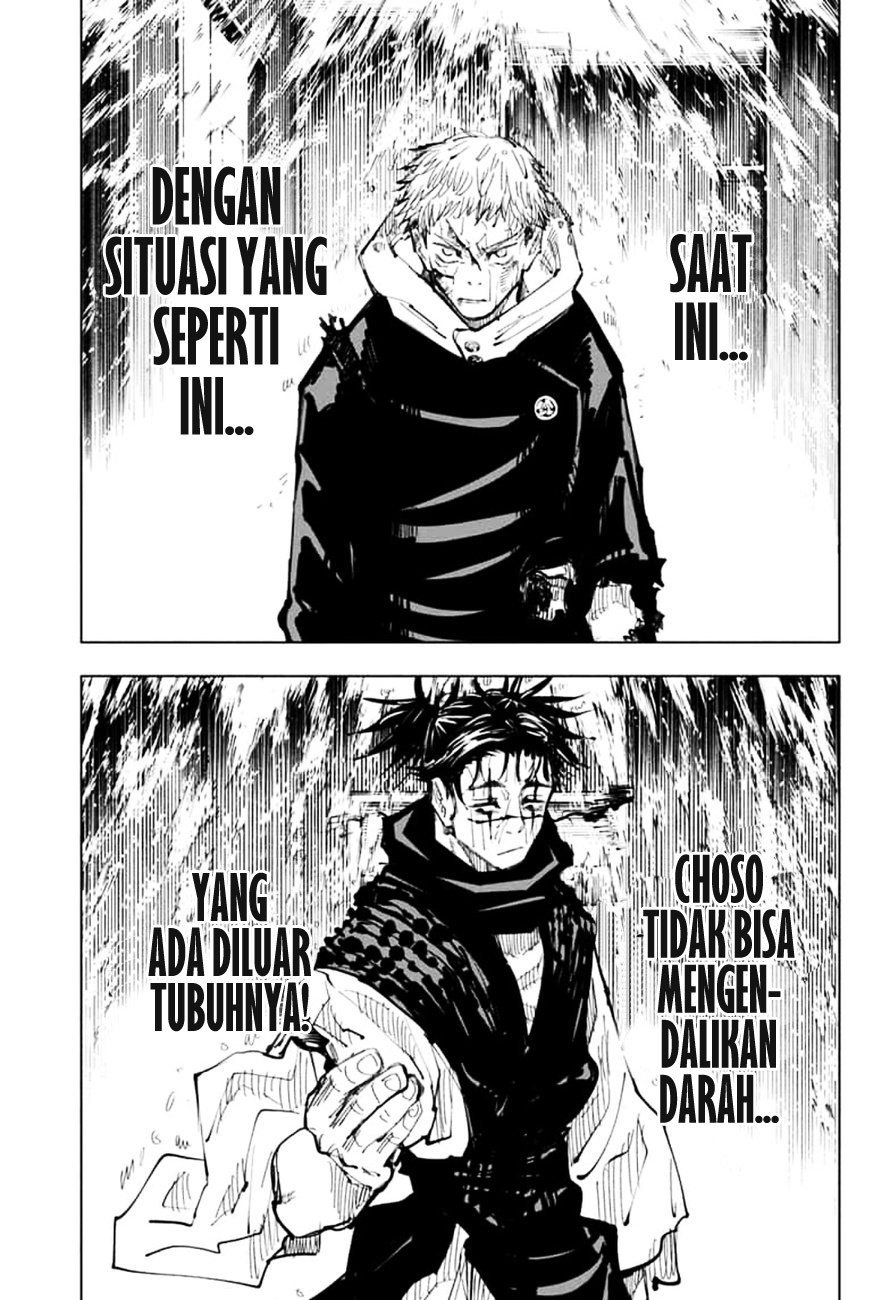 SAAT
INI...
DENGAN
SITUASI YANG
SEPERTI
INI...
CHOSO
TIDAK BISA
MENGEN-
DALIKAN
DARAH...
YANG
ADA DILUAR
TUBUHNYA!